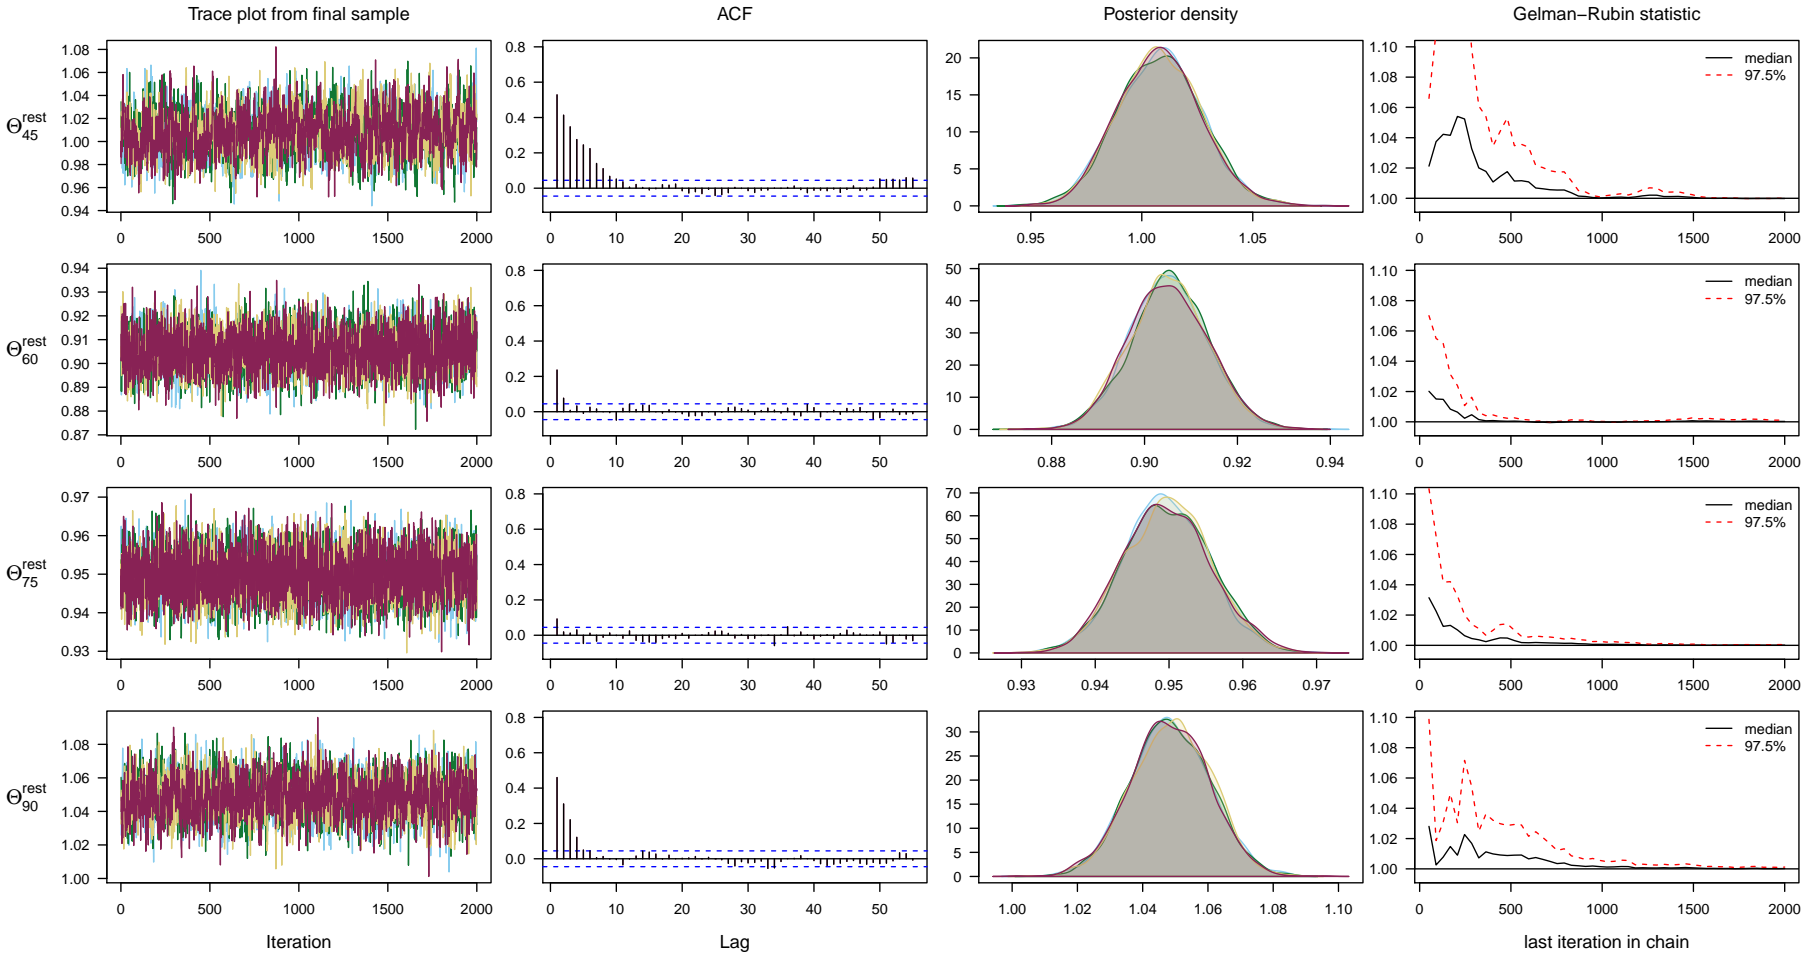 Trace plot from final sample ACF Posterior density Gelman−Rubin statistic
Θ45rest
1.08 1.06 1.04 1.02 1.00 0.98 0.96 0.94
0 500 1000 1500 2000
0.8 0.6 0.4 0.2 0.0
0 10 20 30 40 50
20 15 10 5 0
0.95 1.00 1.05
1.10 1.08 1.06 1.04 1.02 1.00
0 500 1000 1500 2000
median
97.5%
Θ60rest
0.94 0.93 0.92 0.91 0.90 0.89 0.88 0.87
0 500 1000 1500 2000
0.8 0.6 0.4 0.2 0.0
0 10 20 30 40 50
50 40 30 20 10 0
0.88 0.90 0.92 0.94
1.10 1.08 1.06 1.04 1.02 1.00
0 500 1000 1500 2000
median
97.5%
Θ75rest
0.97 0.96 0.95 0.94 0.93
0 500 1000 1500 2000
0.8 0.6 0.4 0.2 0.0
0 10 20 30 40 50
70 60 50 40 30 20 10 0
0.93 0.94 0.95 0.96 0.97
1.10 1.08 1.06 1.04 1.02 1.00
0 500 1000 1500 2000
median
97.5%
Θ90rest
1.08 1.06 1.04 1.02 1.00
0 500 1000 1500 2000
0.8 0.6 0.4 0.2 0.0
0 10 20 30 40 50
30 25 20 15 10 5 0
1.00 1.02 1.04 1.06 1.08 1.10
1.10 1.08 1.06 1.04 1.02 1.00
0 500 1000 1500 2000
median
97.5%
Iteration Lag last iteration in chain